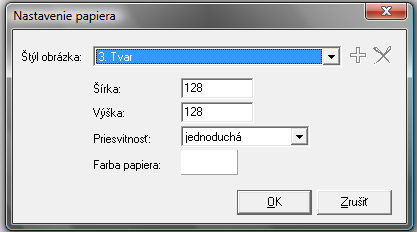 Nastavenie papiera
Štýl obrázka: 3. Tvar
Šírka: 128
Výška: 128
Priesvitnosť: jednoduchá
Farba papiera:
OK Zrušiť